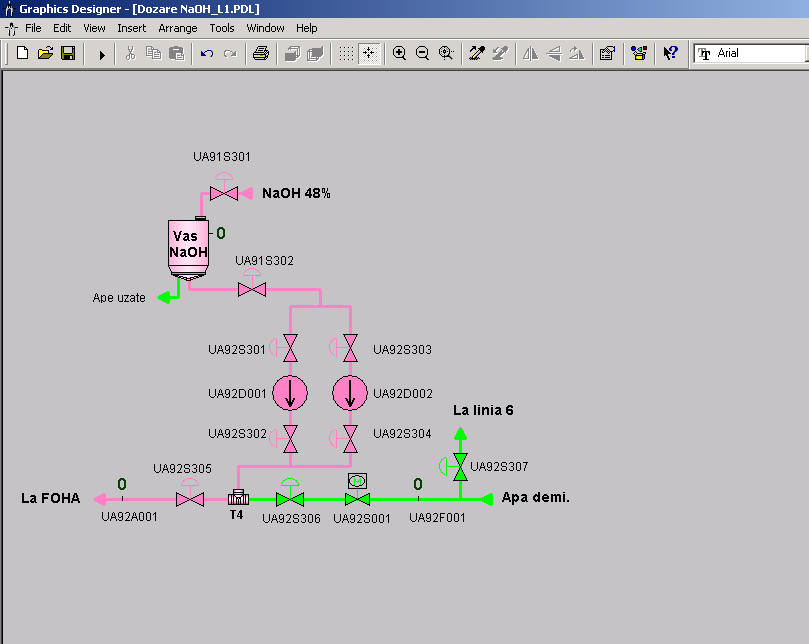 Graphics Designer - [Dozare NaOH_L1.PDL]
File Edit View Insert Arrange Tools Window Help
Arial
UA91S301
NaOH 48%
Vas
NaOH
0
UA91S302
Ape uzate
UA92S301
UA92S303
UA92D001
UA92D002
La linia 6
UA92S302
UA92S304
UA92S305
0
M
0
UA92S307
La FOHA
Apa demi.
UA92A001
T4
UA92S306
UA92S001
UA92F001